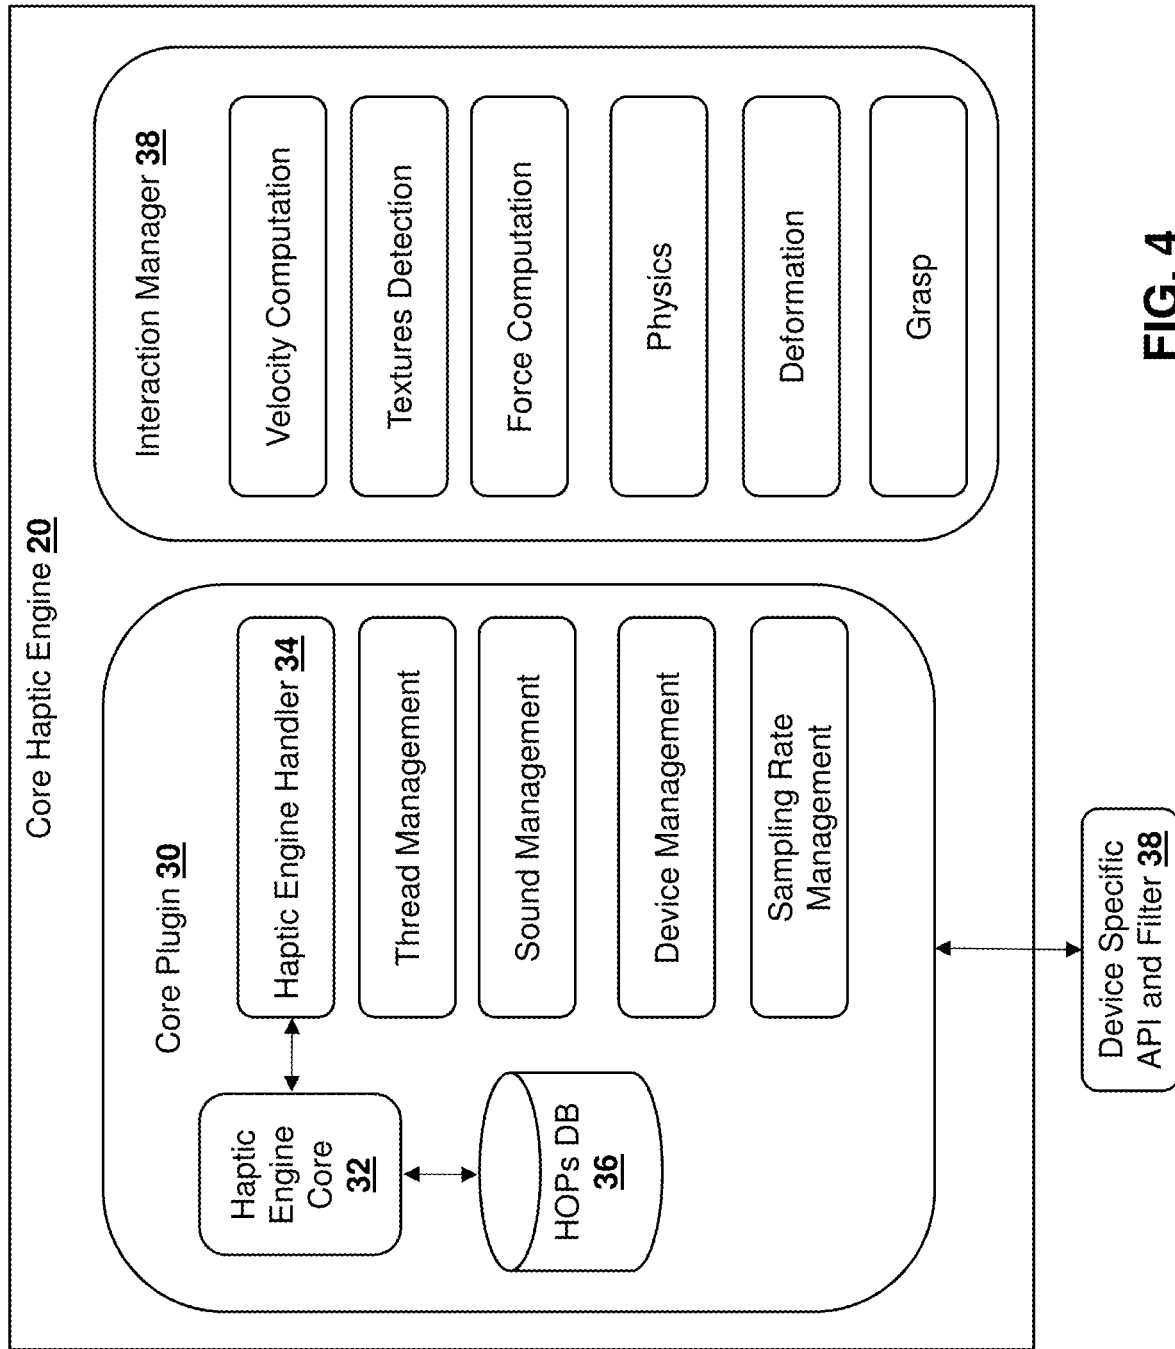 Core Haptic Engine 20
Core Plugin 30
Haptic
Engine
Core
32
Haptic Engine Handler 34
Thread Management
HOPs DB
36
Sound Management
Device Management
Sampling Rate
Management
Interaction Manager 38
Velocity Computation
Textures Detection
Force Computation
Physics
Deformation
Grasp
Device Specific
API and Filter 38
FIG. 4